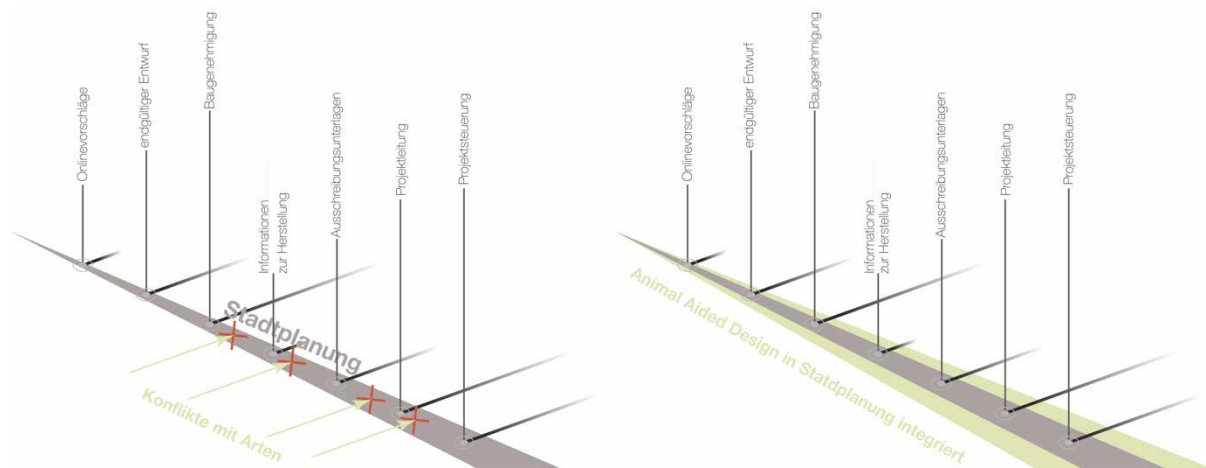 Onlinevorschläge
endgültiger Entwurf
Baugenehmigung
Informationen
zur Herstellung
Ausschreibungsunterlagen
Projektleitung
Projektsteuerung
Stadtplanung
Konflikte mit Arten
Onlinevorschläge
endgültiger Entwurf
Baugenehmigung
Informationen
zur Herstellung
Ausschreibungsunterlagen
Projektleitung
Projektsteuerung
Animal Aided Design in Statdplanung integriert